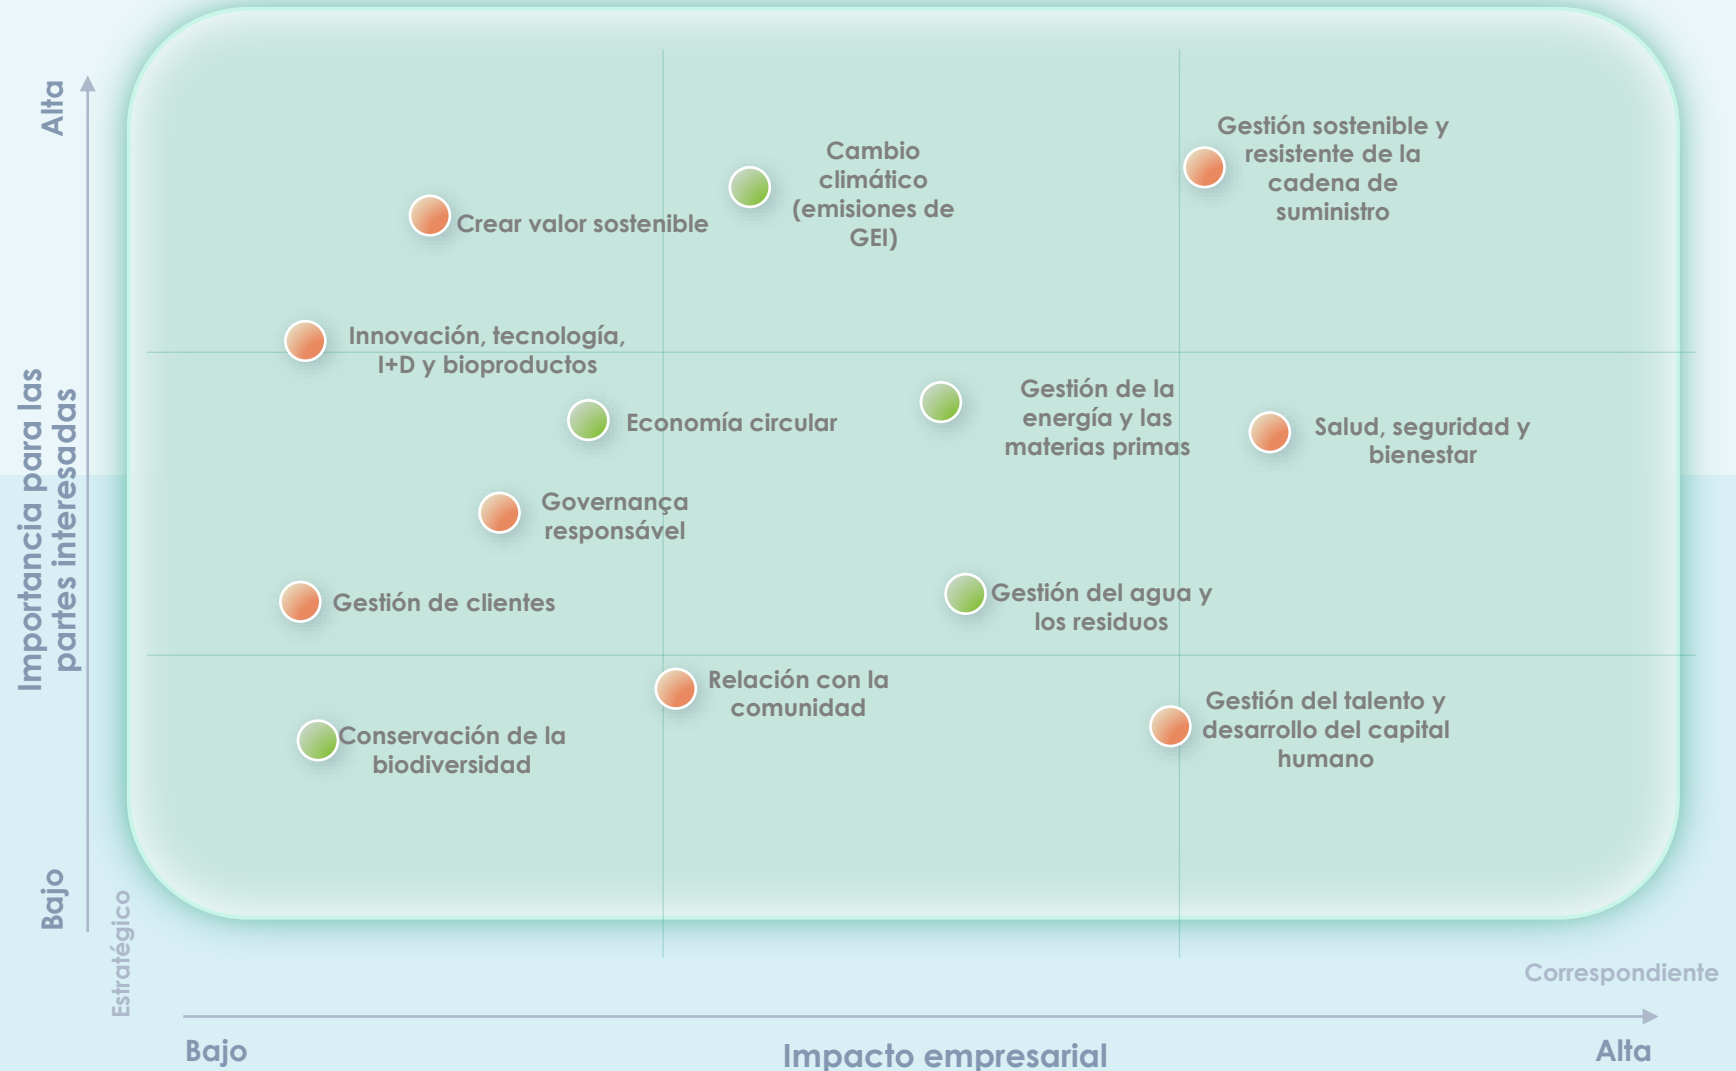 Alta
Importancia para las
partes interesadas
Bajo
Estratégico
Gestión sostenible y
resistente de la
cadena de
suministro
Cambio
climático
(emisiones de
GEI)
Crear valor sostenible
Innovación, tecnología,
I+D y bioproductos
Economía circular
Gestión de la
energía y las
materias primas
Salud, seguridad y
bienestar
Governança
responsável
Gestión de clientes
Gestión del agua y
los residuos
Relación con la
comunidad
Gestión del talento y
desarrollo del capital
humano
Conservación de la
biodiversidad
Correspondiente
Bajo
Impacto empresarial
Alta